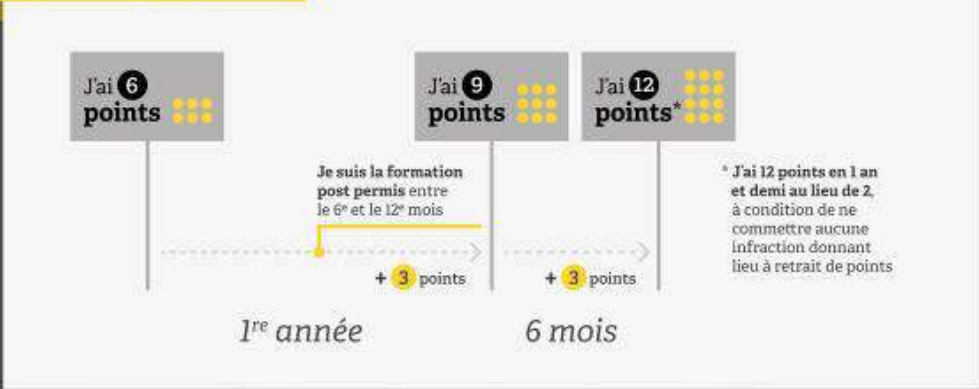 J'ai 6
points
J'ai 9
points
J'ai 12
points*
Je suis la formation
post permis entre
le 6e et le 12e mois
* J'ai 12 points en 1 an
et demi au lieu de 2,
à condition de ne
commettre aucune
infraction donnant
lieu à retrait de points
+ 3 points
+ 3 points
1re année
6 mois